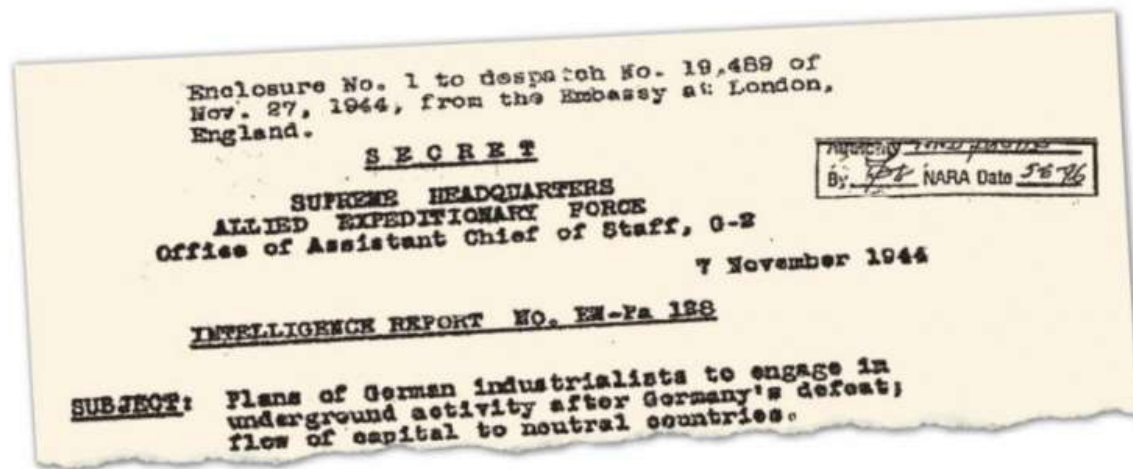 Enclosure No. 1 to despatch No. 19,489 of
Nov. 27, 1944, from the Embassy at London,
England.
SECRET
By NARA Date 5-8-96
SUPREME HEADQUARTERS
ALLIED EXPEDITIONARY FORCE
Office of Assistant Chief of Staff, G-2
7 November 1944
INTELLIGENCE REPORT NO. EW-Pa 128
SUBJECT: Plans of German industrialists to engage in
underground activity after Germany's defeat;
flow of capital to neutral countries.